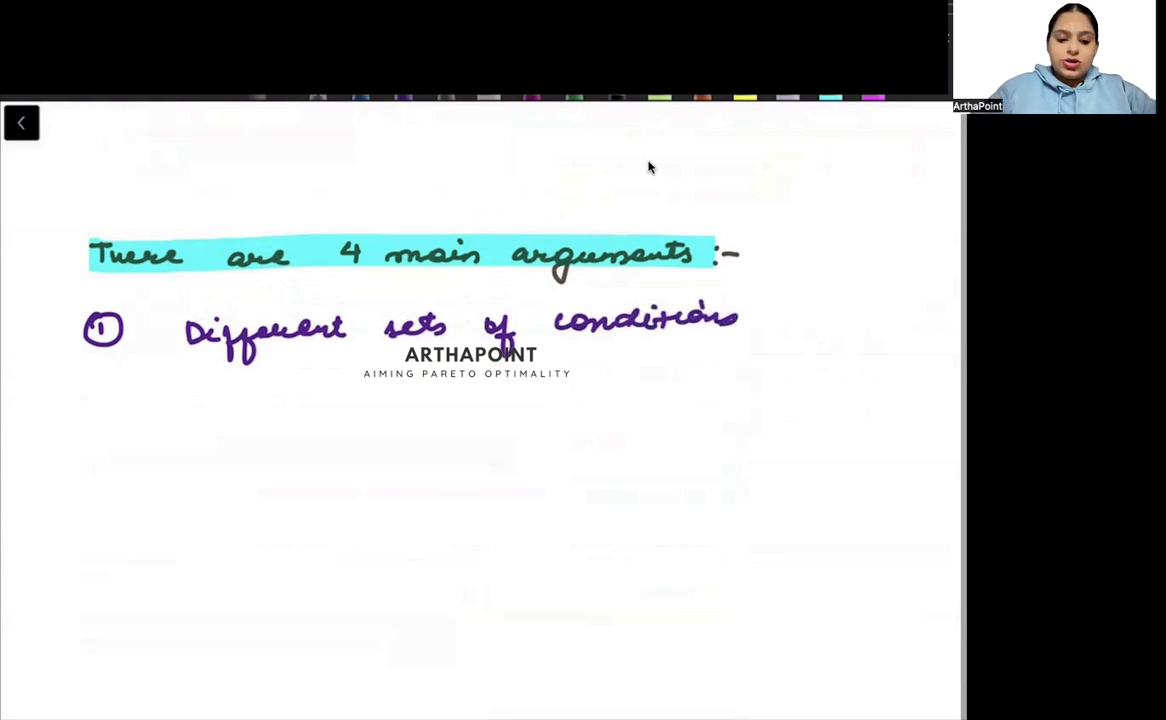 ArthaPoint
There are 4 main arguments :-
① Different sets of conditions
ARTHAPOINT
AIMING PARETO OPTIMALITY